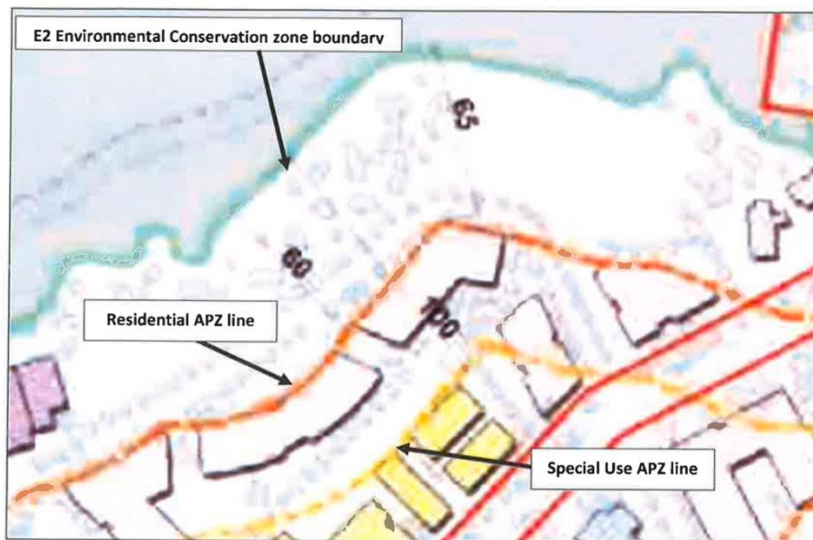 E2 Environmental Conservation zone boundary
65
60
Residential APZ line
100
Special Use APZ line